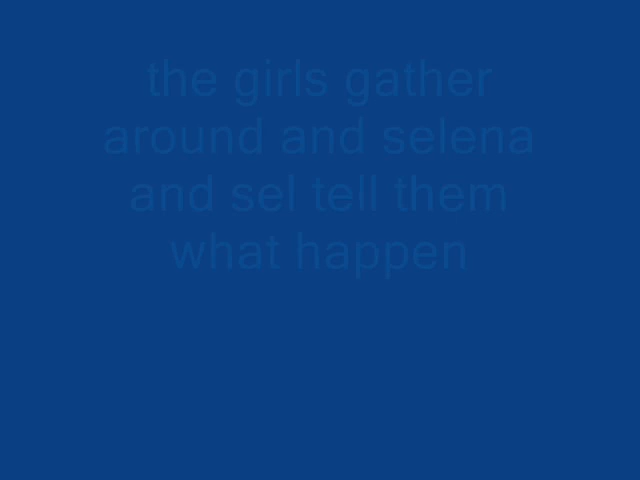 the girls gather
around and selena
and sel tell them
what happen